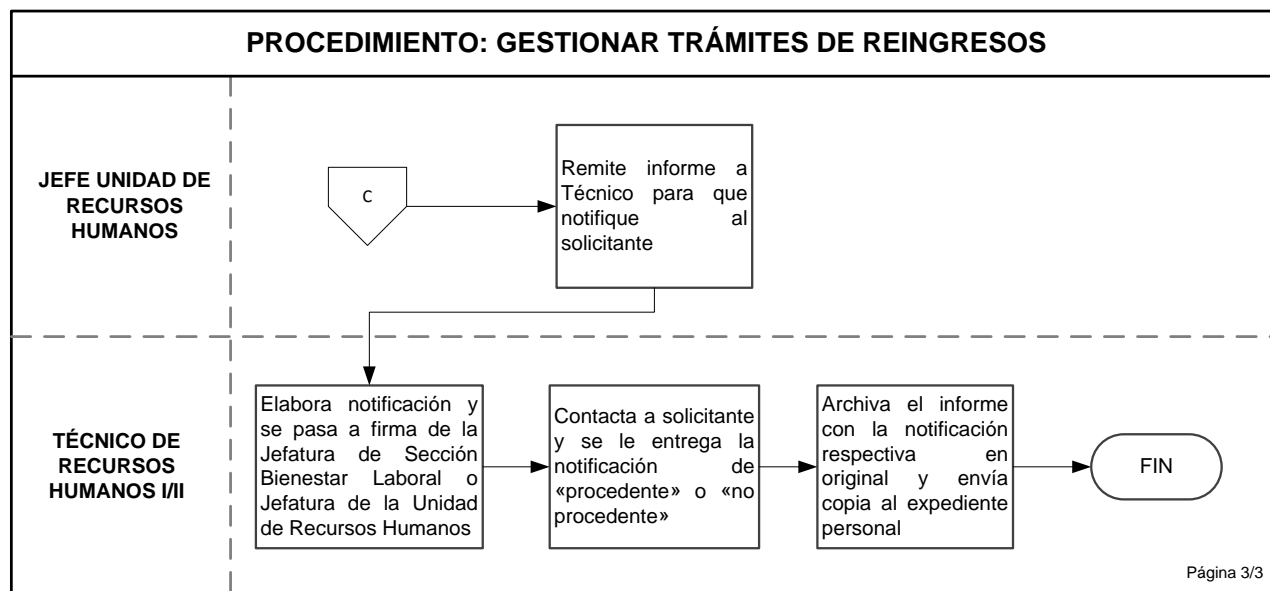 PROCEDIMIENTO: GESTIONAR TRÁMITES DE REINGRESOS
JEFE UNIDAD DE
RECURSOS
HUMANOS
C
Remite informe a
Técnico para que
notifique al
solicitante
TÉCNICO DE
RECURSOS
HUMANOS I/II
Elabora notificación y
se pasa a firma de la
Jefatura de Sección
Bienestar Laboral o
Jefatura de la Unidad
de Recursos Humanos
Contacta a solicitante
y se le entrega la
notificación de
«procedente» o «no
procedente»
Archiva el informe
con la notificación
respectiva en
original y envía
copia al expediente
personal
FIN
Página 3/3